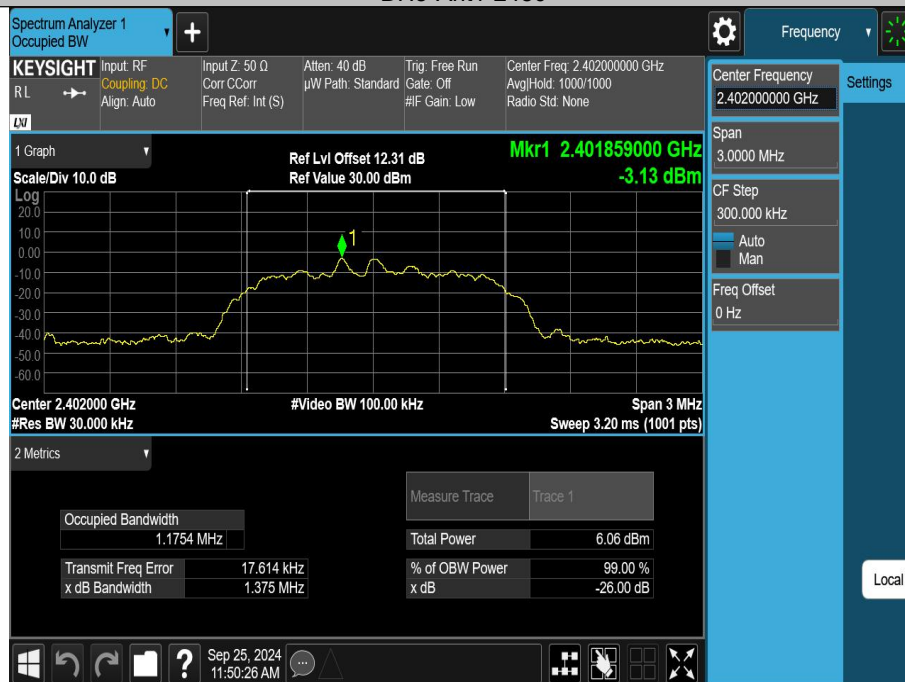 Spectrum Analyzer 1
Occupied BW
Frequency
KEYSIGHT
RL
LXI
Input: RF
Coupling: DC
Align: Auto
Input Z: 50 Ω
Corr CCorr
Freq Ref: Int (S)
Atten: 40 dB
µW Path: Standard
Trig: Free Run
Gate: Off
#IF Gain: Low
Center Freq: 2.402000000 GHz
Avg|Hold: 1000/1000
Radio Std: None
Center Frequency
2.402000000 GHz
Settings
Span
3.0000 MHz
CF Step
300.000 kHz
Auto
Man
Freq Offset
0 Hz
Local
1 Graph
Scale/Div 10.0 dB
Ref Lvl Offset 12.31 dB
Ref Value 30.00 dBm
Mkr1 2.401859000 GHz
-3.13 dBm
Log
20.0
10.0
0.00
-10.0
-20.0
-30.0
-40.0
-50.0
-60.0
1
Center 2.402000 GHz
#Res BW 30.000 kHz
#Video BW 100.00 kHz
Span 3 MHz
Sweep 3.20 ms (1001 pts)
2 Metrics
Measure Trace
Trace 1
Occupied Bandwidth
1.1754 MHz
Total Power
6.06 dBm
Transmit Freq Error
17.614 kHz
% of OBW Power
99.00 %
x dB Bandwidth
1.375 MHz
x dB
-26.00 dB
?
Sep 25, 2024
11:50:26 AM